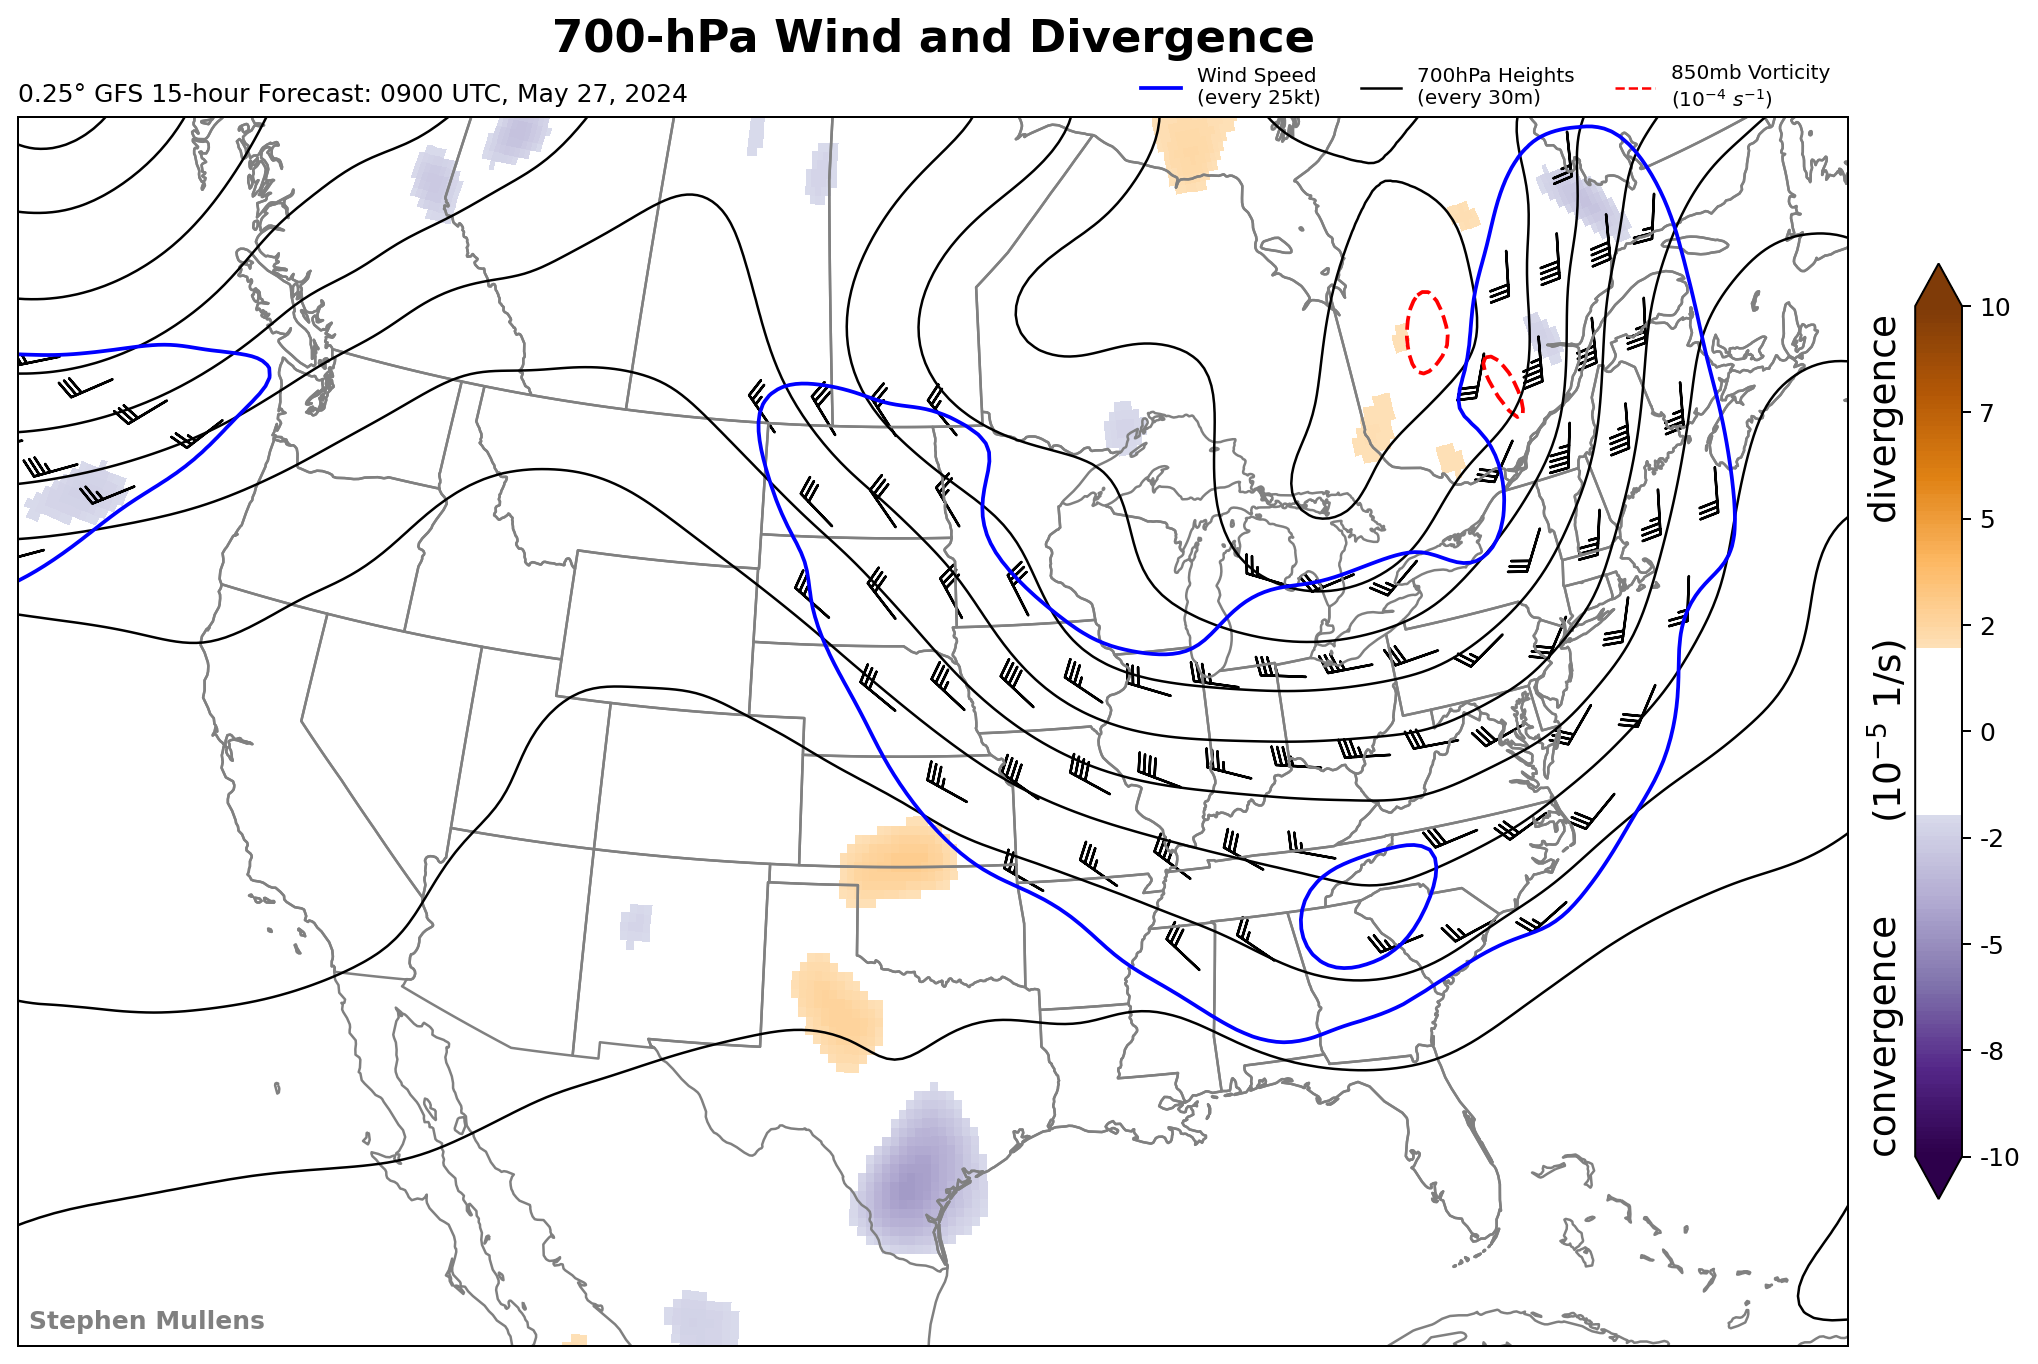 700-hPa Wind and Divergence
0.25° GFS 15-hour Forecast: 0900 UTC, May 27, 2024
Wind Speed
(every 25kt)
700hPa Heights
(every 30m)
850mb Vorticity
(10⁻⁴ s⁻¹)
10
7
5
2
0
-2
-5
-8
-10
divergence
(10⁻⁵ 1/s)
convergence
Stephen Mullens